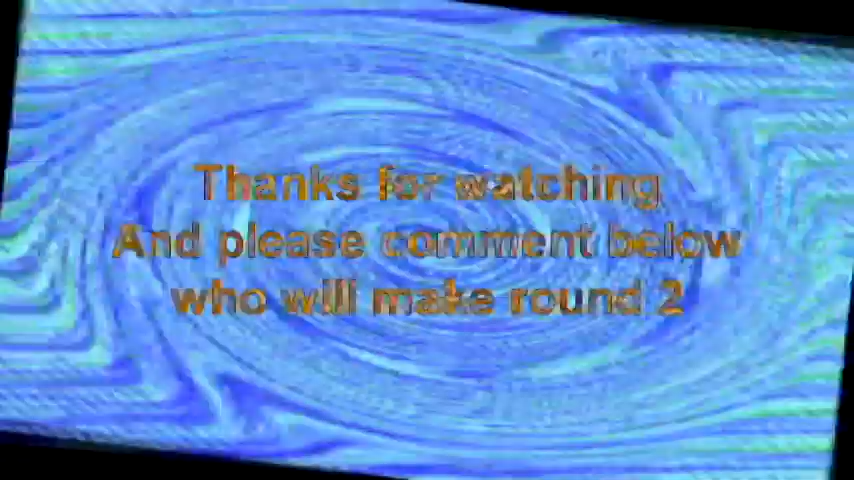 Thanks for watching
And please comment below
who will make round 2